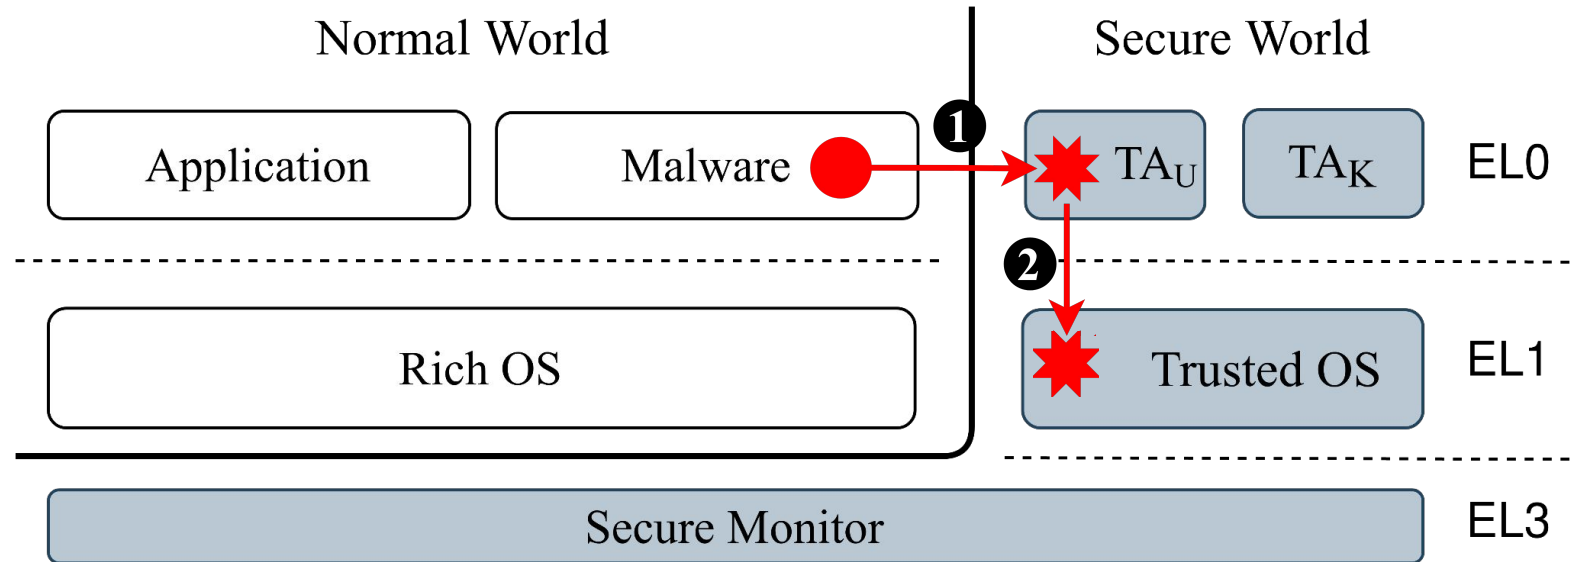 Normal World
Secure World
Application
Malware
1
TAU
TAK
EL0
2
Rich OS
Trusted OS
EL1
Secure Monitor
EL3